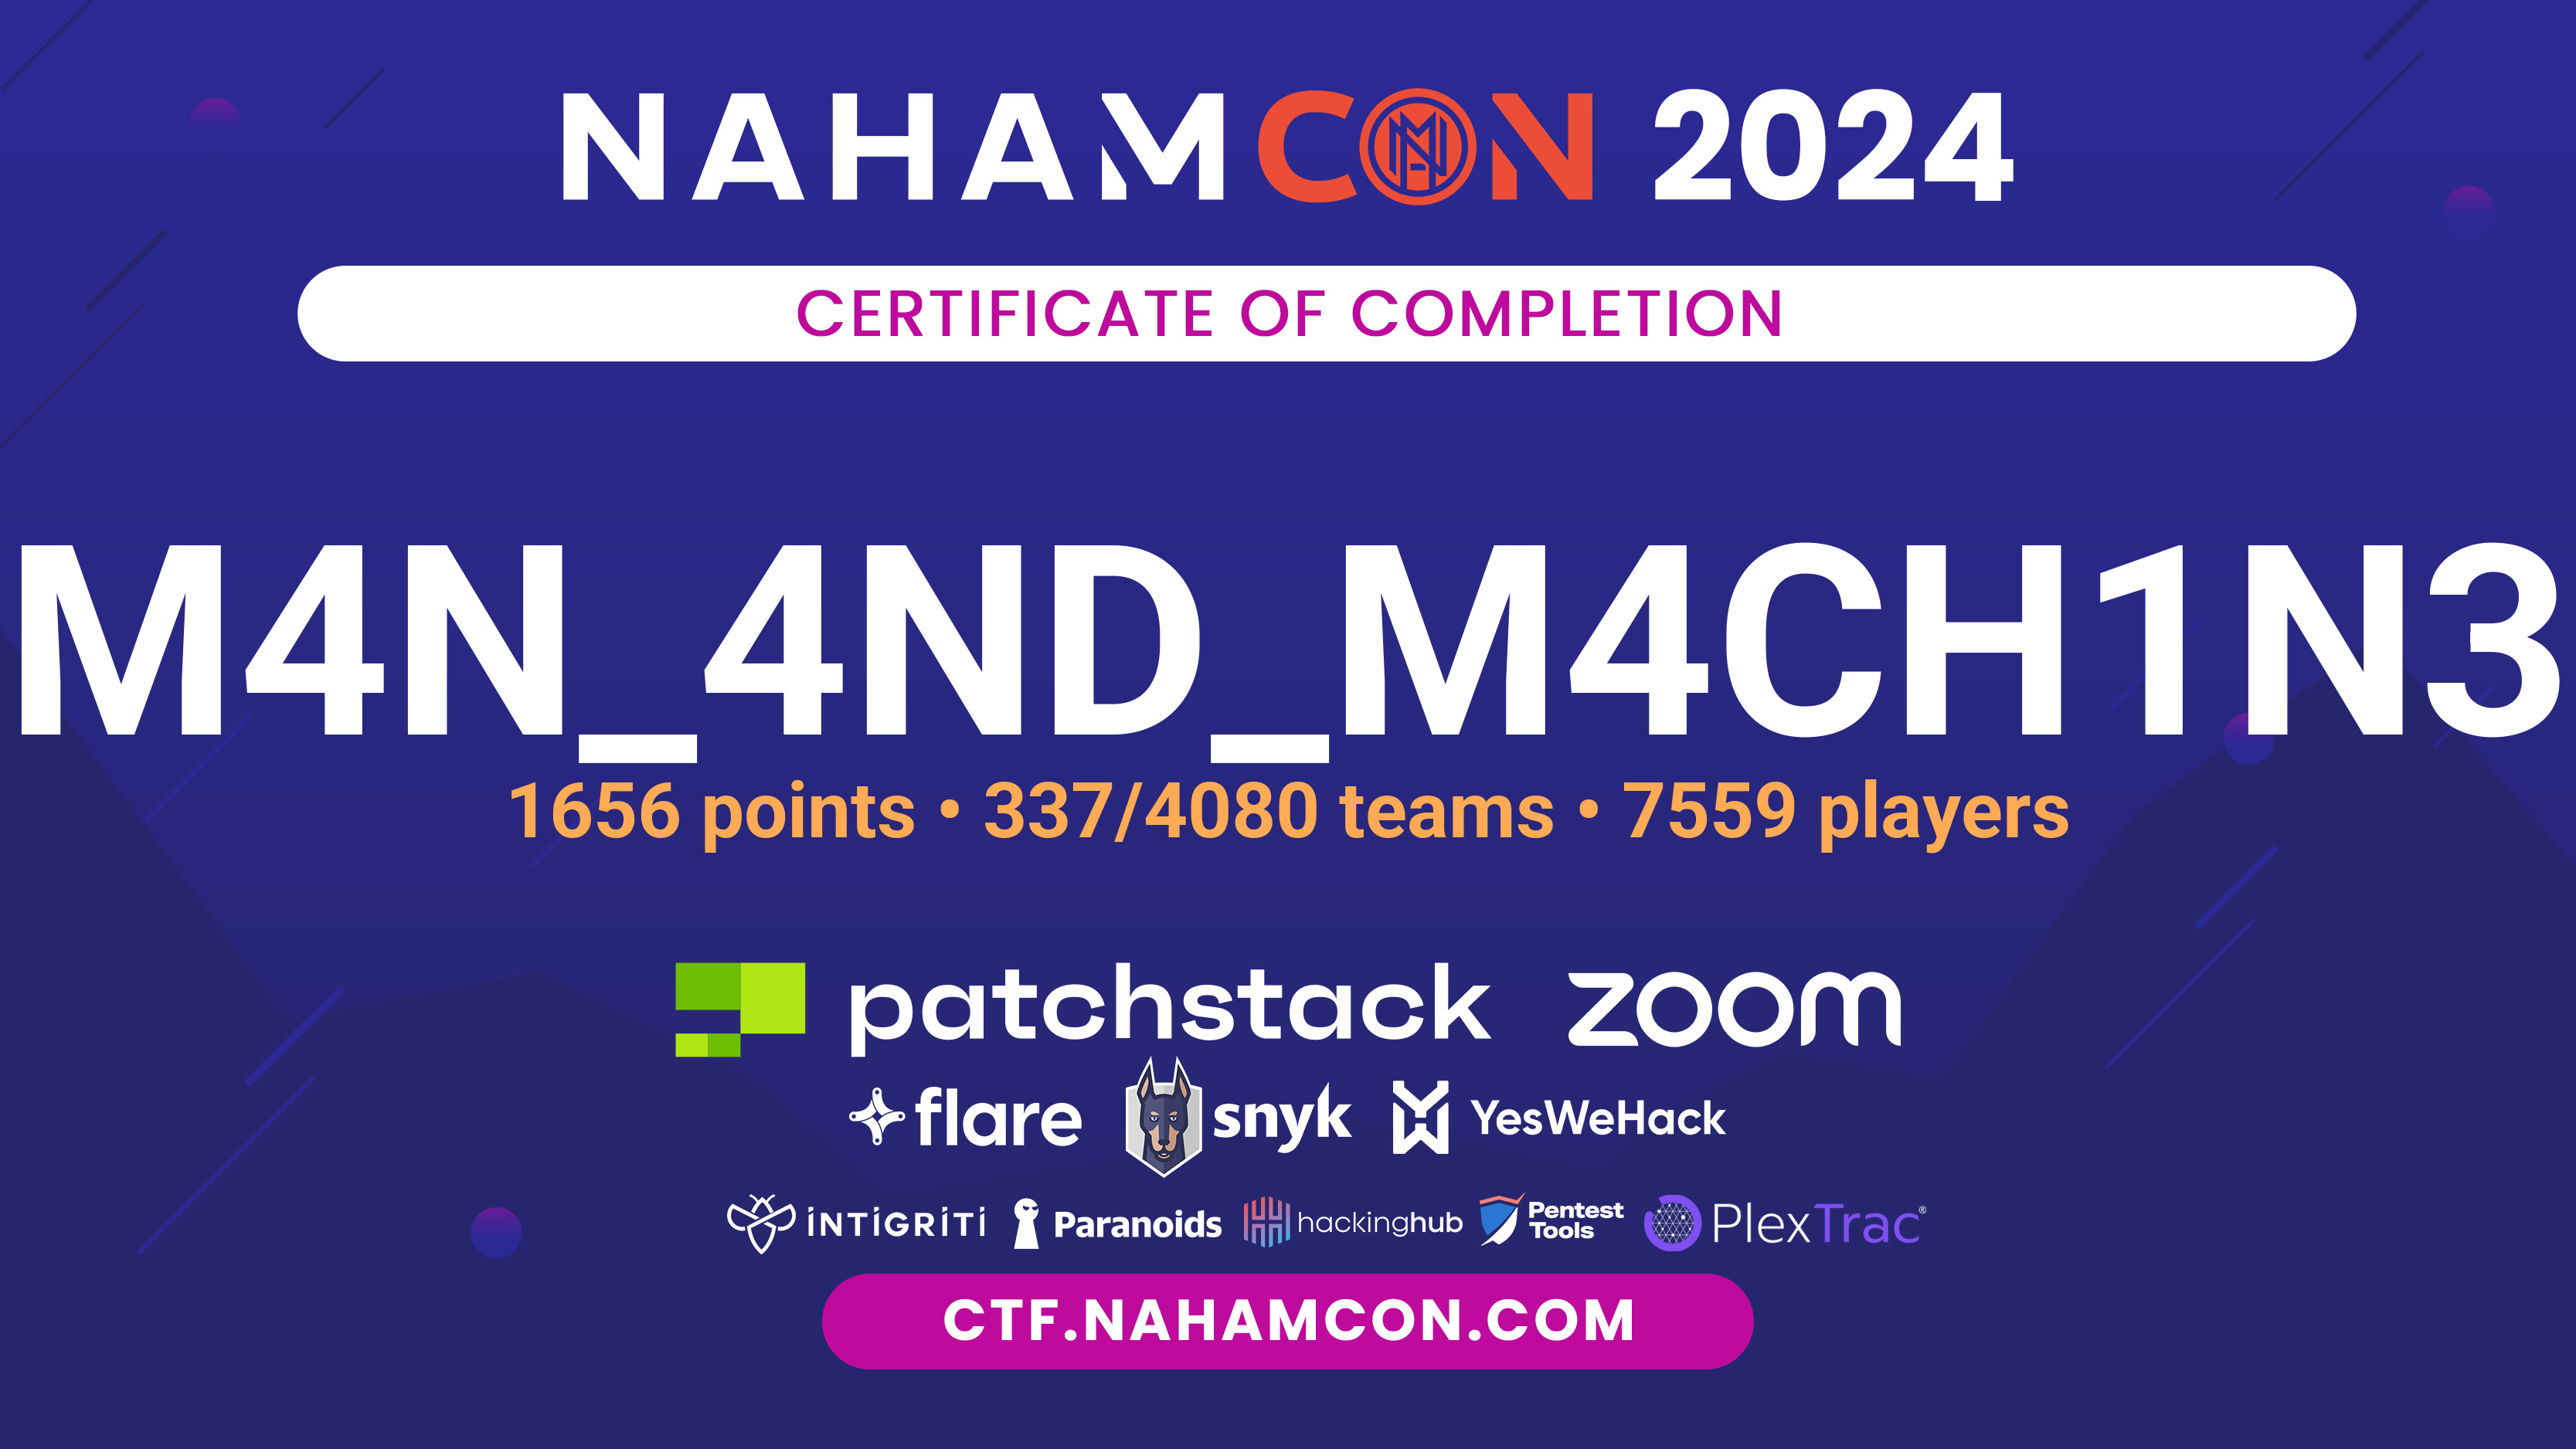 NAHAMCON 2024
CERTIFICATE OF COMPLETION
M4N_4ND_M4CH1N3
1656 points • 337/4080 teams • 7559 players
patchstack zoom
flare snyk YesWeHack
INTIGRITI Paranoids hackinghub Pentest Tools PlexTrac®
CTF.NAHAMCON.COM